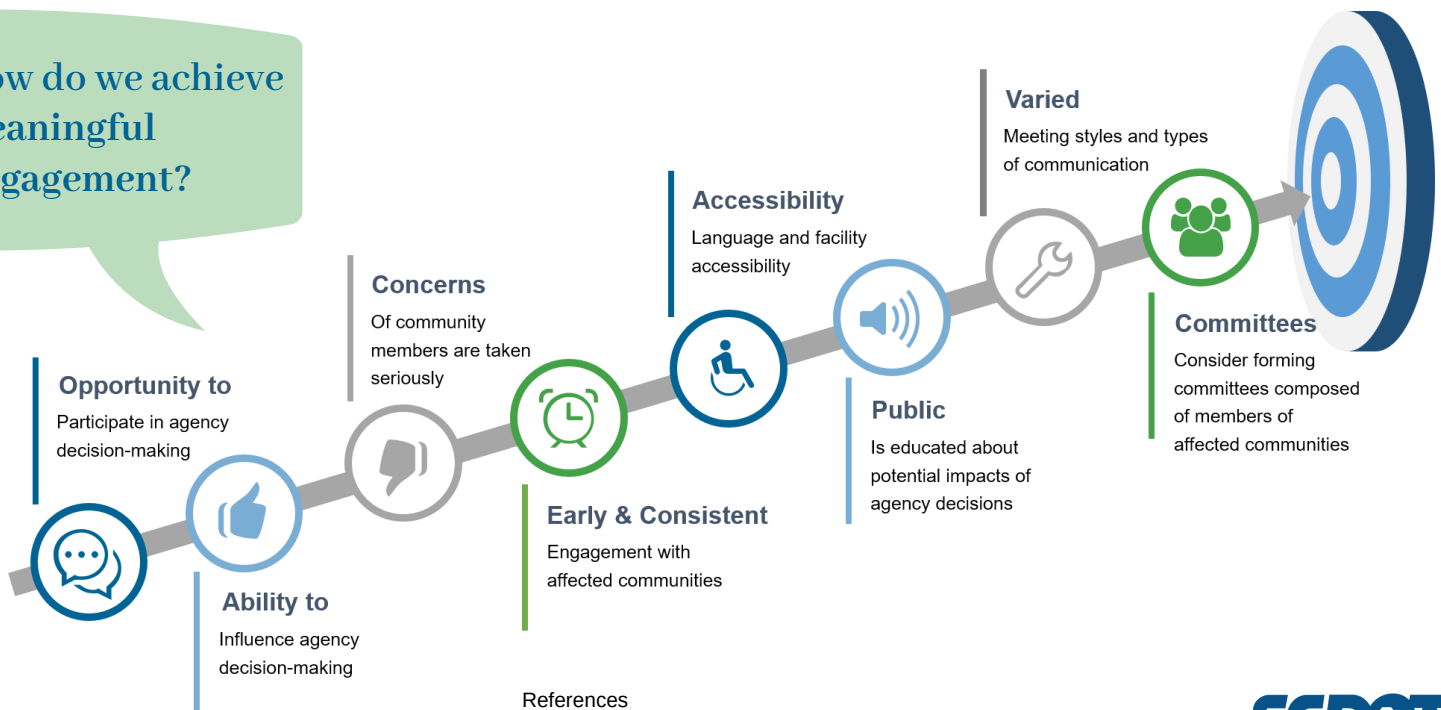 ow do we achieve
eaningful
gagement?
Varied
Meeting styles and types
of communication
Accessibility
Language and facility
accessibility
Concerns
Of community
members are taken
seriously
Opportunity to
Participate in agency
decision-making
Committees
Consider forming
committees composed
of members of
affected communities
Public
Is educated about
potential impacts of
agency decisions
Early & Consistent
Engagement with
affected communities
Ability to
Influence agency
decision-making
References